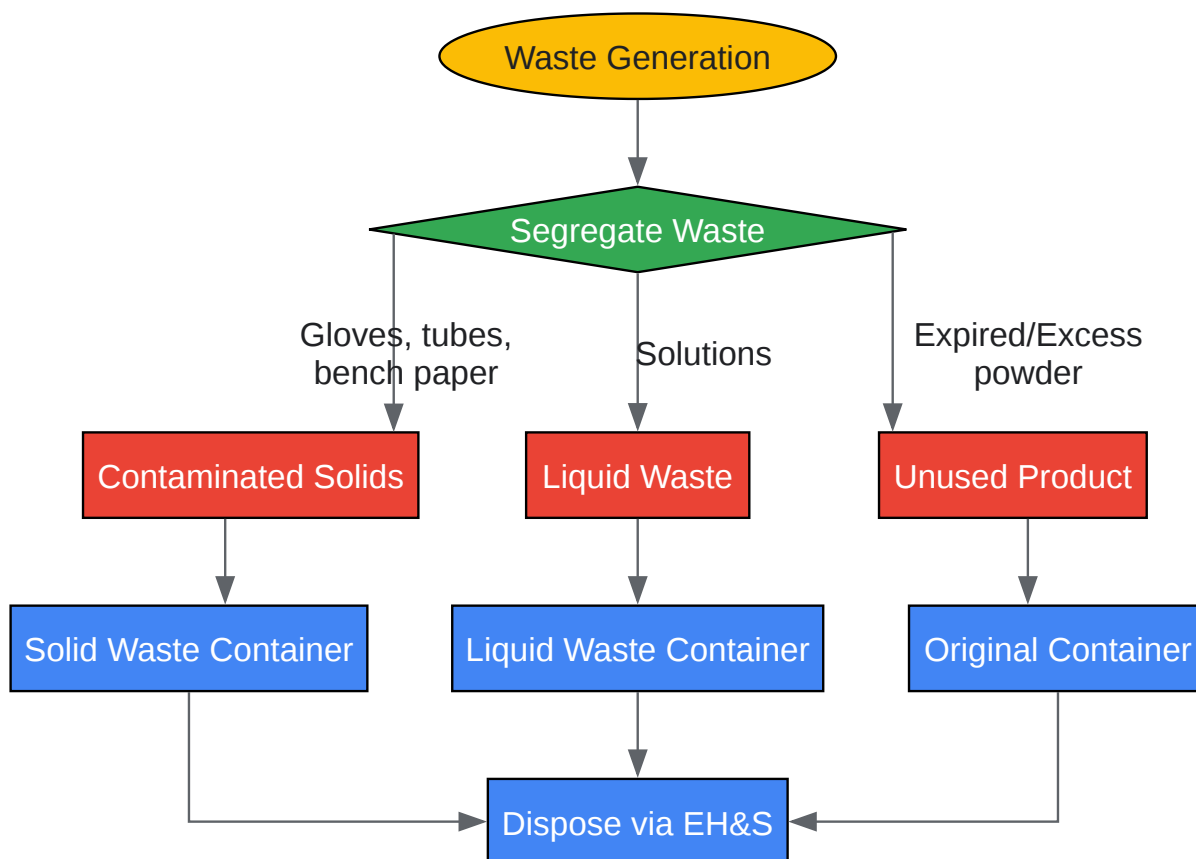 Waste Generation
Segregate Waste
Gloves, tubes,
bench paper
Solutions
Expired/Excess
powder
Contaminated Solids
Liquid Waste
Unused Product
Solid Waste Container
Liquid Waste Container
Original Container
Dispose via EH&S